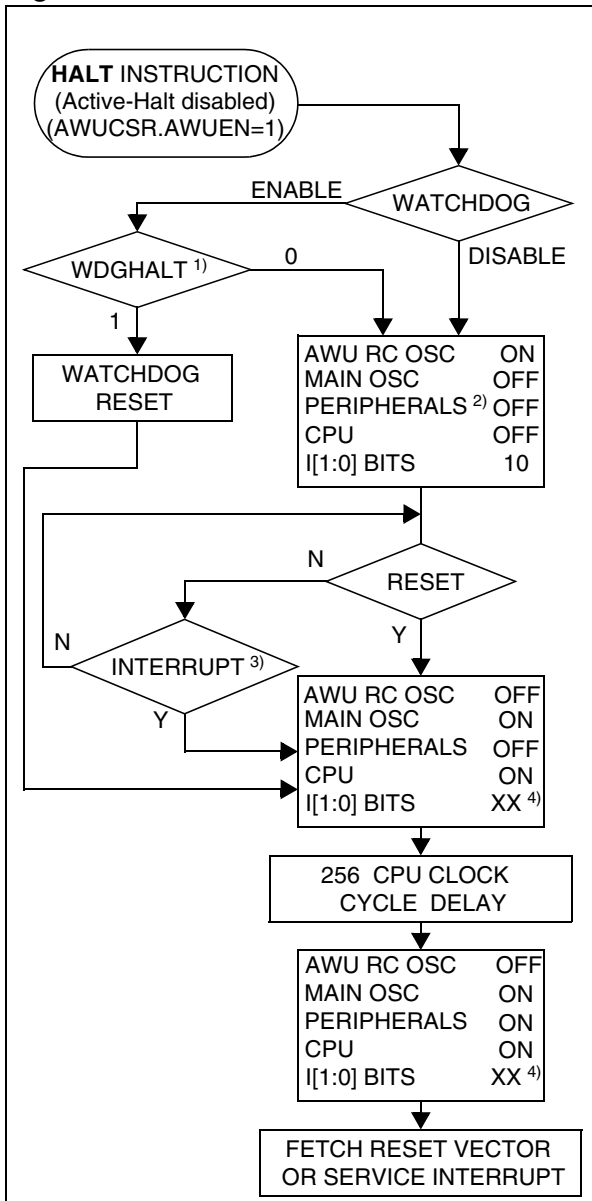 HALT INSTRUCTION
(Active-Halt disabled)
(AWUCSR.AWUEN=1)
ENABLE
WATCHDOG
DISABLE
WDGHALT 1)
0
1
WATCHDOG
RESET
AWU RC OSC ON
MAIN OSC OFF
PERIPHERALS 2) OFF
CPU OFF
I[1:0] BITS 10
N
RESET
Y
N
INTERRUPT 3)
Y
AWU RC OSC OFF
MAIN OSC ON
PERIPHERALS OFF
CPU ON
I[1:0] BITS XX 4)
256 CPU CLOCK
CYCLE DELAY
AWU RC OSC OFF
MAIN OSC ON
PERIPHERALS ON
CPU ON
I[1:0] BITS XX 4)
FETCH RESET VECTOR
OR SERVICE INTERRUPT